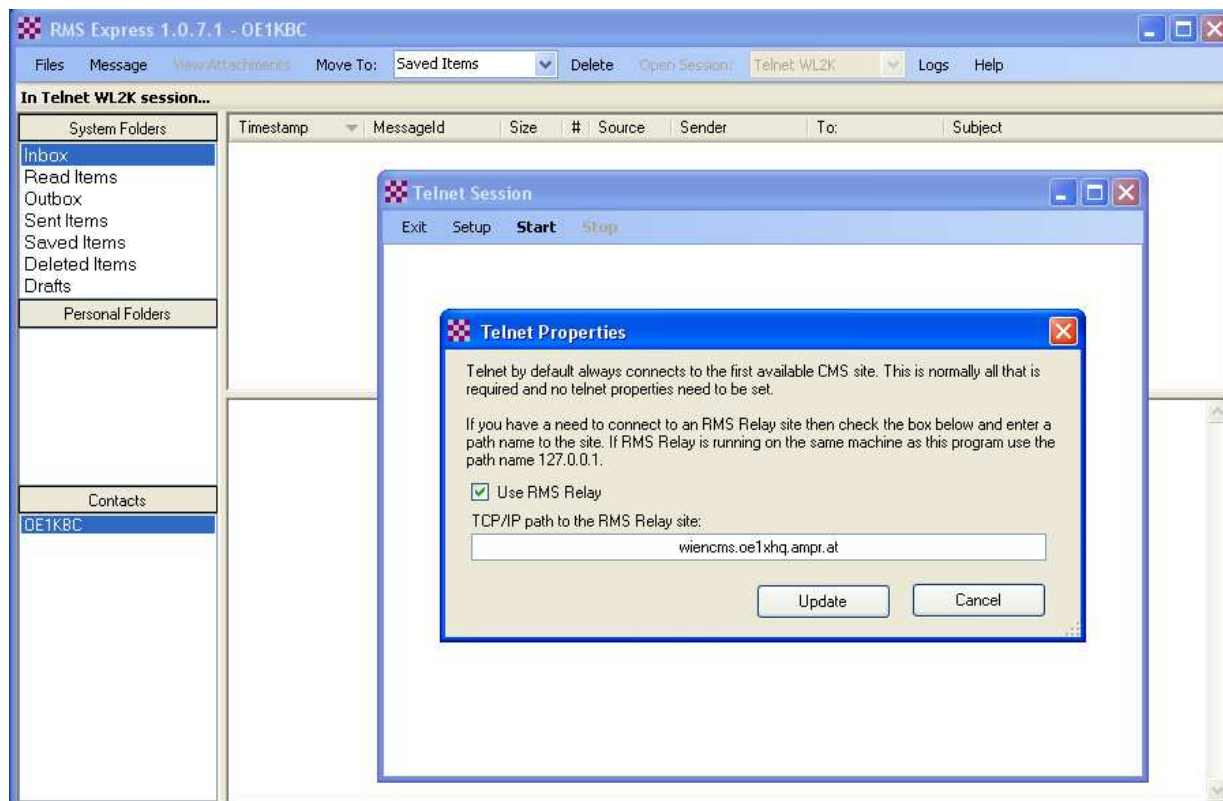 RMS Express 1.0.7.1 - OE1KBC
Files Message View Attachments Move To: Saved Items Delete Open Session: Telnet WL2K Logs Help
In Telnet WL2K session...
System Folders
Timestamp MessageId Size # Source Sender To: Subject
Inbox
Read Items
Outbox
Sent Items
Saved Items
Deleted Items
Drafts
Personal Folders
Contacts
OE1KBC
Telnet Session
Exit Setup Start Stop
Telnet Properties
Telnet by default always connects to the first available CMS site. This is normally all that is
required and no telnet properties need to be set.
If you have a need to connect to an RMS Relay site then check the box below and enter a
path name to the site. If RMS Relay is running on the same machine as this program use the
path name 127.0.0.1.
Use RMS Relay
TCP/IP path to the RMS Relay site:
wiencms.oe1xhq.ampr.at
Update Cancel